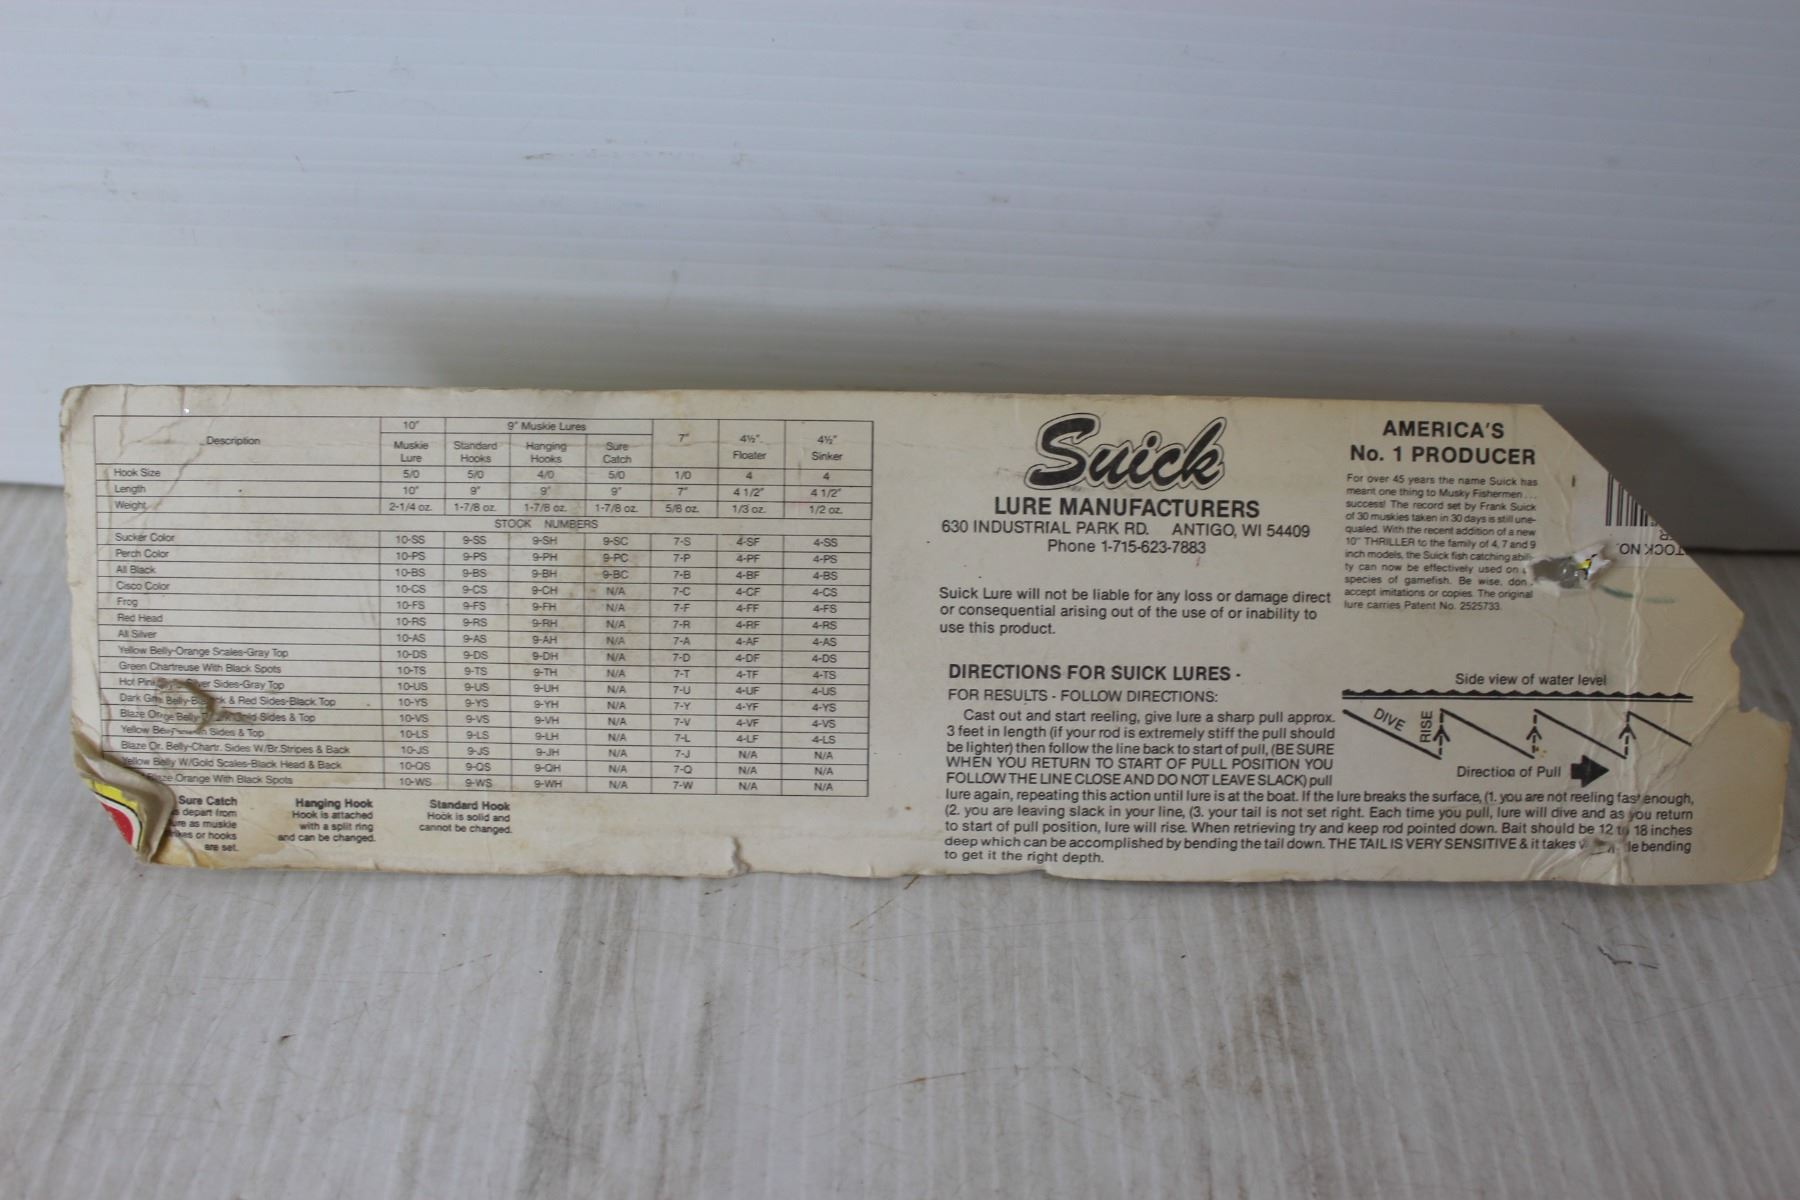 Description 10" 9" Muskie Lures 7" 4½" 4½"
Muskie Lure Standard Hooks Hanging Hooks Sure Catch Floater Sinker
Hook Size 5/0 5/0 4/0 5/0 1/0 4 4
Length 10" 9" 9" 9" 7" 4 1/2" 4 1/2"
Weight 2-1/4 oz. 1-7/8 oz. 1-7/8 oz. 1-7/8 oz. 5/8 oz. 1/3 oz. 1/2 oz.
STOCK NUMBERS
Sucker Color 10-SS 9-SS 9-SH 9-SC 7-S 4-SF 4-SS
Perch Color 10-PS 9-PS 9-PH 9-PC 7-P 4-PF 4-PS
All Black 10-BS 9-BS 9-BH 9-BC 7-B 4-BF 4-BS
Cisco Color 10-CS 9-CS 9-CH N/A 7-C 4-CF 4-CS
Frog 10-FS 9-FS 9-FH N/A 7-F 4-FF 4-FS
Red Head 10-RS 9-RS 9-RH N/A 7-R 4-RF 4-RS
All Silver 10-AS 9-AS 9-AH N/A 7-A 4-AF 4-AS
Yellow Belly-Orange Scales-Gray Top 10-DS 9-DS 9-DH N/A 7-D 4-DF 4-DS
Green Chartreuse With Black Spots 10-TS 9-TS 9-TH N/A 7-T 4-TF 4-TS
Hot Pink Sides-Gray Top 10-US 9-US 9-UH N/A 7-U 4-UF 4-US
Dark Belly- & Red Sides-Black Top 10-YS 9-YS 9-YH N/A 7-Y 4-YF 4-YS
Blaze Belly- Sides & Top 10-VS 9-VS 9-VH N/A 7-V 4-VF 4-VS
Yellow Sides & Top 10-LS 9-LS 9-LH N/A 7-L 4-LF 4-LS
Blaze Or. Belly-Chartr. Sides W/Br.Stripes & Back 10-JS 9-JS 9-JH N/A 7-J N/A N/A
Yellow Belly W/Gold Scales-Black Head & Back 10-QS 9-QS 9-QH N/A 7-Q N/A N/A
Orange With Black Spots 10-WS 9-WS 9-WH N/A 7-W N/A N/A
Sure Catch
depart from
as muskie
or hooks
are set.
Hanging Hook
Hook is attached
with a split ring
and can be changed.
Standard Hook
Hook is solid and
cannot be changed.
Suick
LURE MANUFACTURERS
630 INDUSTRIAL PARK RD. ANTIGO, WI 54409
Phone 1-715-623-7883
Suick Lure will not be liable for any loss or damage direct
or consequential arising out of the use of or inability to
use this product.
AMERICA'S
No. 1 PRODUCER
For over 45 years the name Suick has
meant one thing to Musky Fishermen...
success! The record set by Frank Suick
of 30 muskies taken in 30 days is still une-
qualed. With the recent addition of a new
10" THRILLER to the family of 4, 7 and 9
inch models, the Suick fish catching abili-
ty can now be effectively used on
species of gamefish. Be wise, don
accept imitations or copies. The original
lure carries Patent No. 2525733.
DIRECTIONS FOR SUICK LURES -
FOR RESULTS - FOLLOW DIRECTIONS:
Cast out and start reeling, give lure a sharp pull approx.
3 feet in length (if your rod is extremely stiff the pull should
be lighter) then follow the line back to start of pull, (BE SURE
WHEN YOU RETURN TO START OF PULL POSITION YOU
FOLLOW THE LINE CLOSE AND DO NOT LEAVE SLACK) pull
lure again, repeating this action until lure is at the boat. If the lure breaks the surface, (1. you are not reeling fast enough,
(2. you are leaving slack in your line, (3. your tail is not set right. Each time you pull, lure will dive and as you return
to start of pull position, lure will rise. When retrieving try and keep rod pointed down. Bait should be 12 to 18 inches
deep which can be accomplished by bending the tail down. THE TAIL IS VERY SENSITIVE & it takes bending
to get it the right depth.
Side view of water level
DIVE
RISE
Direction of Pull